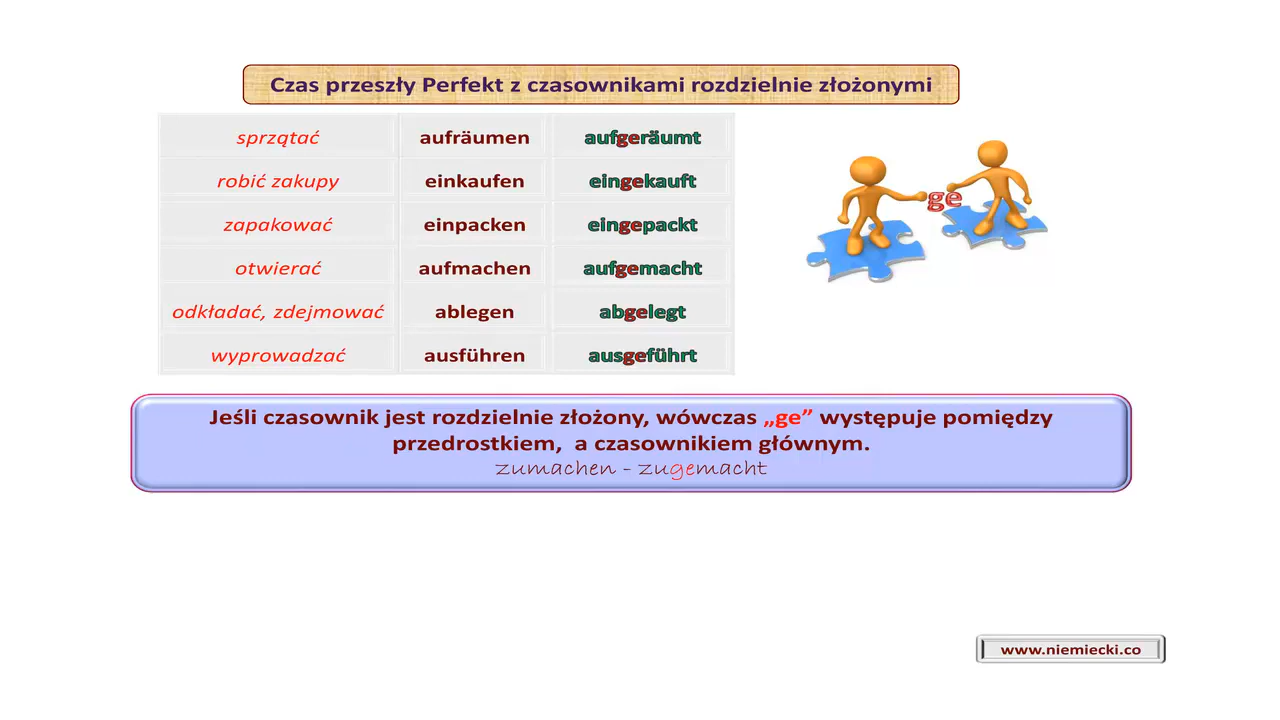 Czas przeszły Perfekt z czasownikami rozdzielnie złożonymi
sprzątać aufräumen aufgeräumt
robić zakupy einkaufen eingekauft
zapakować einpacken eingepackt
otwierać aufmachen aufgemacht
odkładać, zdejmować ablegen abgelegt
wyprowadzać ausführen ausgeführt
ge
Jeśli czasownik jest rozdzielnie złożony, wówczas „ge” występuje pomiędzy
przedrostkiem, a czasownikiem głównym.
zumachen - zugemacht
www.niemiecki.co